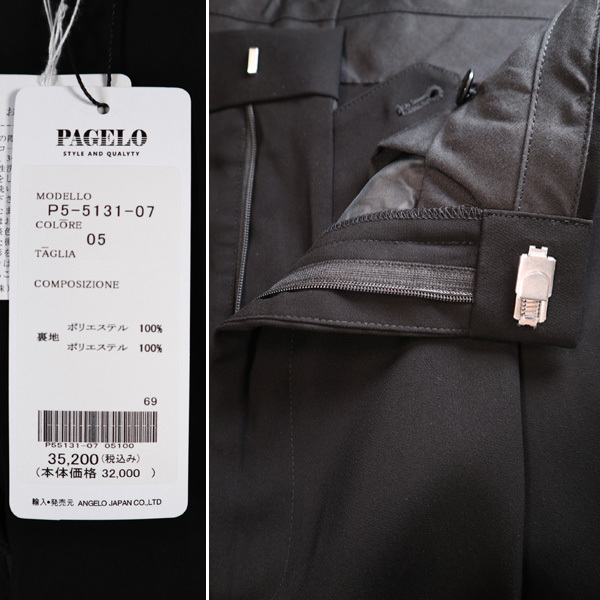 PAGELO
STYLE AND QUALYTY
MODELLO
P5-5131-07
COLORE
05
TAGLIA
COMPOSIZIONE
ポリエステル 100%
裏地
ポリエステル 100%
69
P55131-07 05100
35,200(税込み)
(本体価格 32,000 )
輸入・発売元 ANGELO JAPAN CO.,LTD